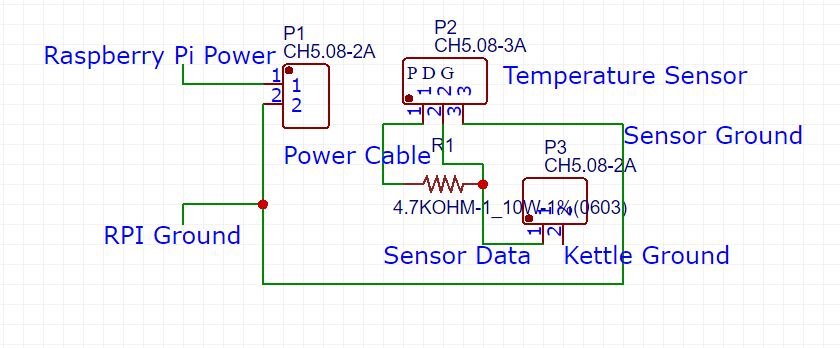 P1
CH5.08-2A
Raspberry Pi Power
1
2
1
2
RPI Ground
P2
CH5.08-3A
P D G
1
2
3
1
2
3
Temperature Sensor
Sensor Ground
Power Cable
R1
4.7KOHM-1_10W-1%(0603)
P3
CH5.08-2A
1
2
1
2
Sensor Data
Kettle Ground